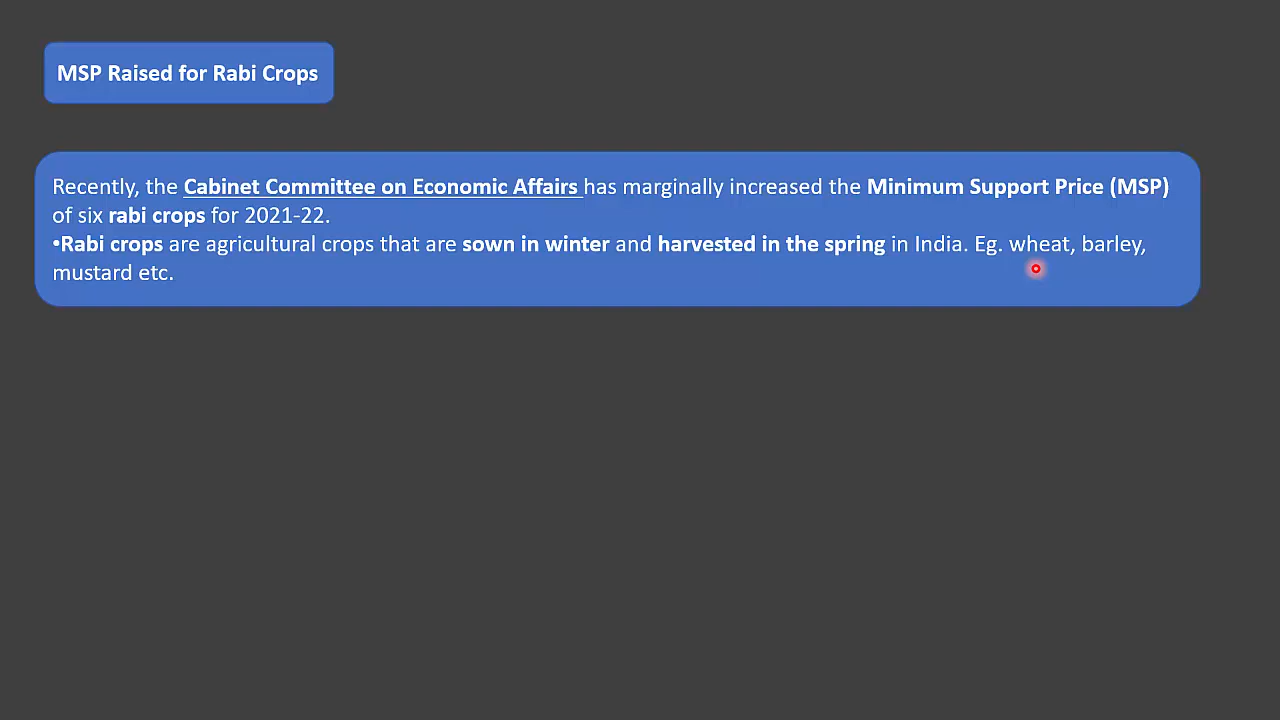 MSP Raised for Rabi Crops
Recently, the Cabinet Committee on Economic Affairs has marginally increased the Minimum Support Price (MSP)
of six rabi crops for 2021-22.
•Rabi crops are agricultural crops that are sown in winter and harvested in the spring in India. Eg. wheat, barley,
mustard etc.